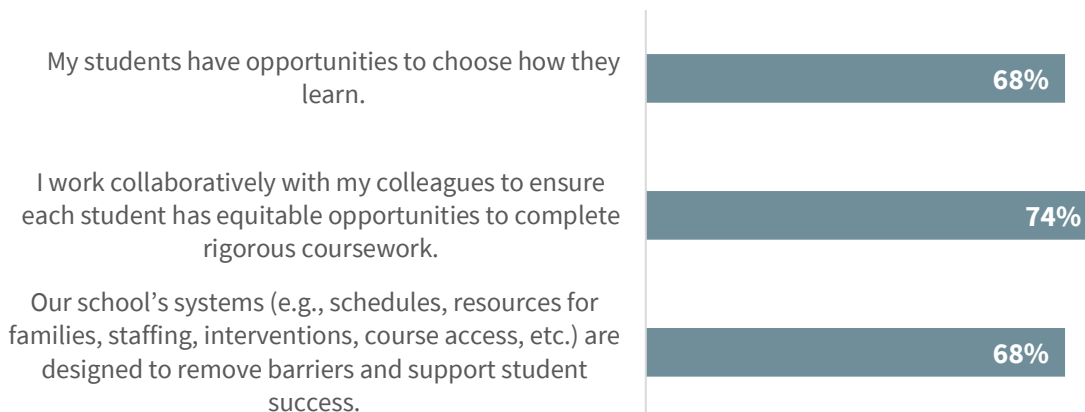 My students have opportunities to choose how they
learn.
68%
I work collaboratively with my colleagues to ensure
each student has equitable opportunities to complete
rigorous coursework.
74%
Our school’s systems (e.g., schedules, resources for
families, staffing, interventions, course access, etc.) are
designed to remove barriers and support student
success.
68%